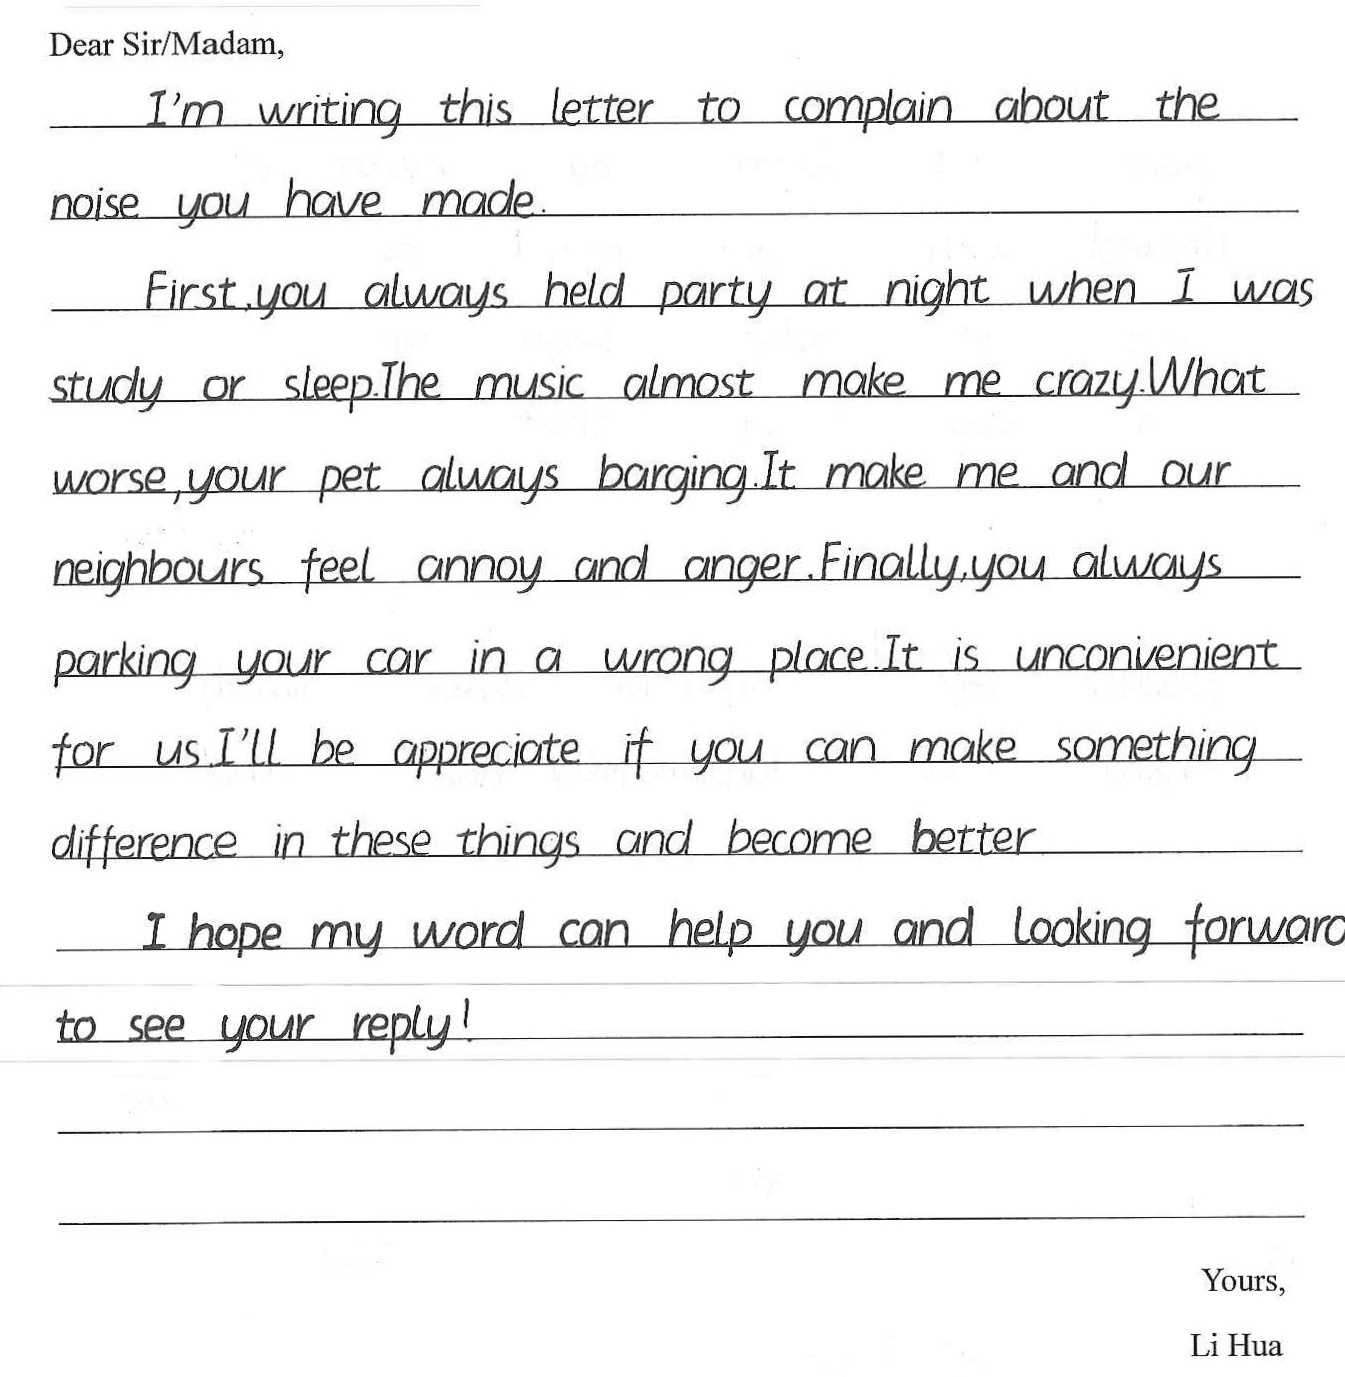 Dear Sir/Madam,
I'm writing this letter to complain about the
noise you have made.
First,you always held party at night when I was
study or sleep.The music almost make me crazy.What
worse,your pet always barging.It make me and our
neighbours feel annoy and anger.Finally,you always
parking your car in a wrong place.It is unconivenient
for us.I'll be appreciate if you can make something
difference in these things and become better
I hope my word can help you and looking forward
to see your reply!
Yours,
Li Hua